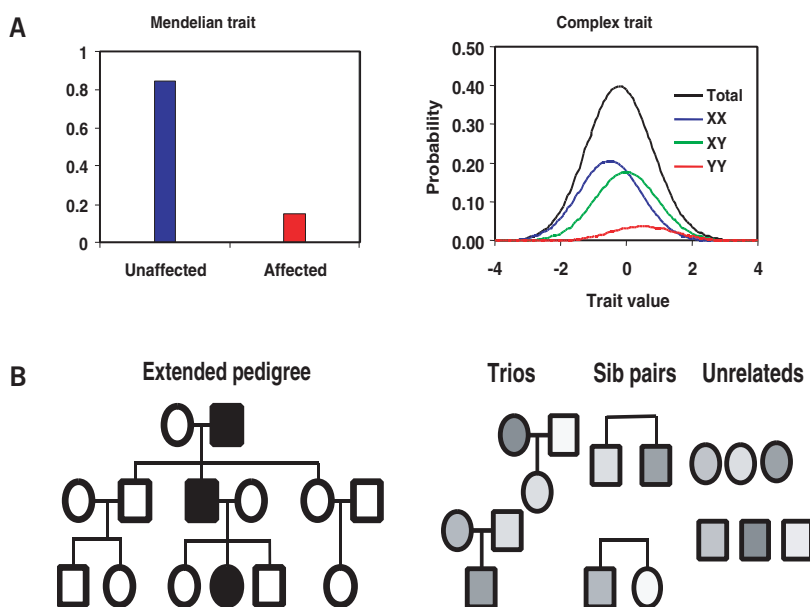 A
Mendelian trait
1
0.8
0.6
0.4
0.2
0
Unaffected Affected
Complex trait
Probability
0.50
0.40
0.30
0.20
0.10
0.00
-4 -2 0 2 4
Trait value
Total
XX
XY
YY
B
Extended pedigree Trios Sib pairs Unrelateds